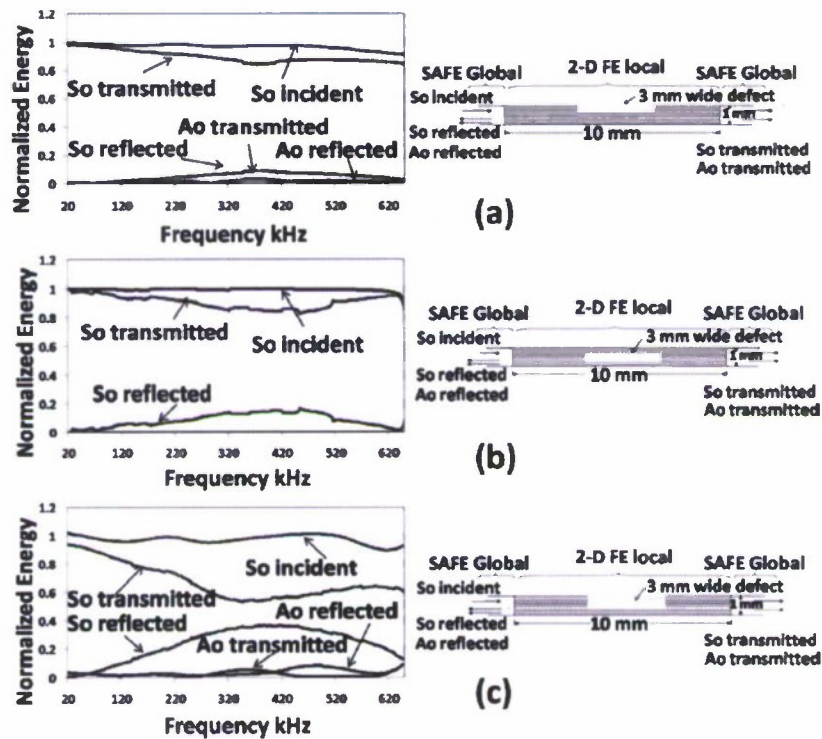 Normalized Energy
1.2
1
0.8
0.6
0.4
0.2
0
So transmitted
So incident
Ao transmitted
So reflected
Ao reflected
20 120 220 320 420 520 620
Frequency kHz
SAFE Global 2-D FE local SAFE Global
So incident
3 mm wide defect
1 mm
So reflected
Ao reflected
10 mm
So transmitted
Ao transmitted
(a)
Normalized Energy
1.2
1
0.8
0.6
0.4
0.2
0
So transmitted
So incident
So reflected
20 120 220 320 420 520 620
Frequency kHz
SAFE Global 2-D FE local SAFE Global
So incident
3 mm wide defect
1 mm
So reflected
Ao reflected
10 mm
So transmitted
Ao transmitted
(b)
Normalized Energy
1.2
1
0.8
0.6
0.4
0.2
0
So incident
So transmitted
So reflected
Ao reflected
Ao transmitted
20 120 220 320 420 520 620
Frequency kHz
SAFE Global 2-D FE local SAFE Global
So incident
3 mm wide defect
1 mm
So reflected
Ao reflected
10 mm
So transmitted
Ao transmitted
(c)